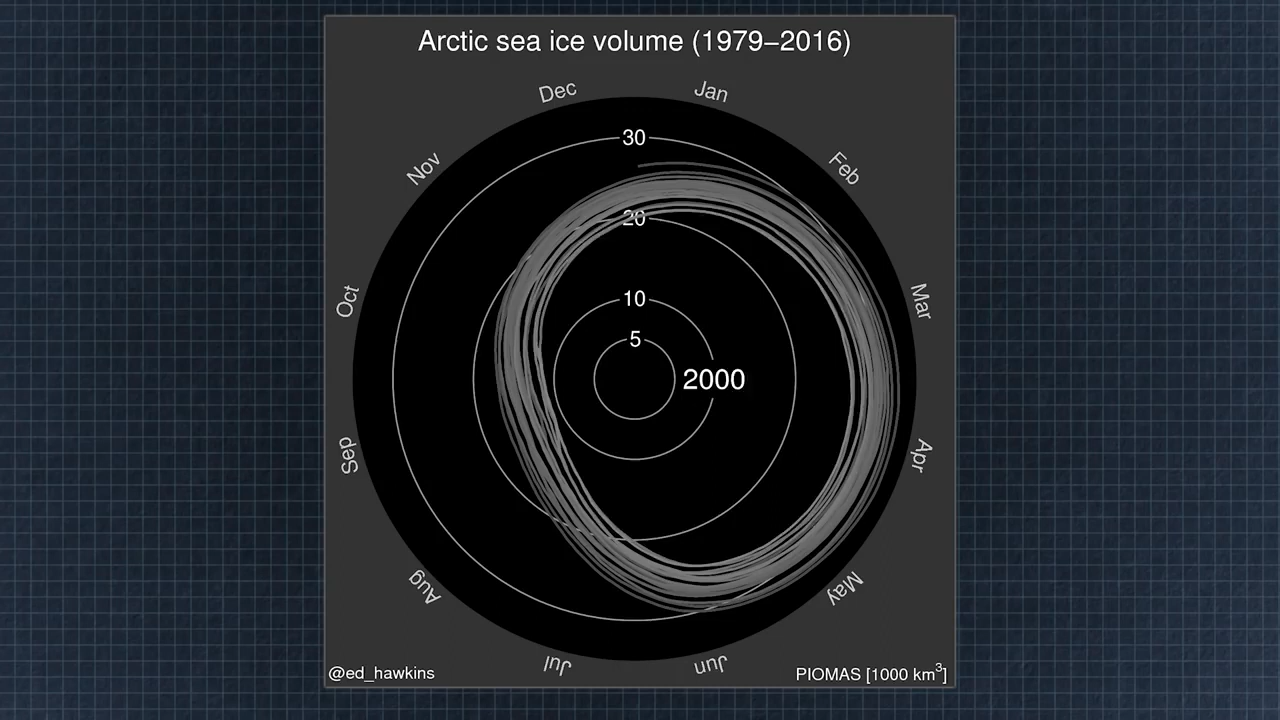 Arctic sea ice volume (1979–2016)
Dec
Jan
Nov
30
Feb
20
Oct
10
Mar
5
2000
Sep
Apr
Aug
May
Jul
Jun
@ed_hawkins
PIOMAS [1000 km³]